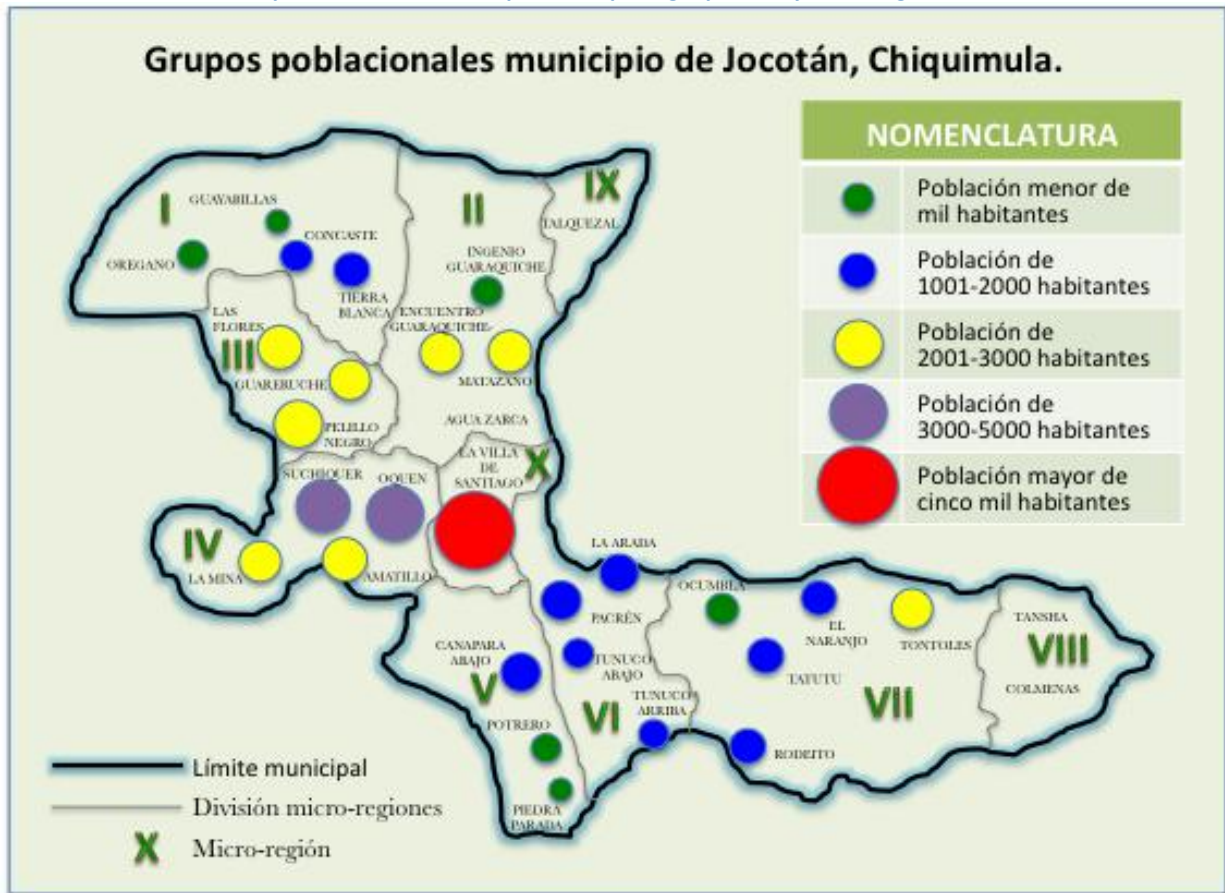 Grupos poblacionales municipio de Jocotán, Chiquimula.
NOMENCLATURA
Población menor de
mil habitantes
Población de
1001-2000 habitantes
Población de
2001-3000 habitantes
Población de
3000-5000 habitantes
Población mayor de
cinco mil habitantes
I
GUAYABILLAS
OREGANO
CONCASTE
TIERRA
BLANCA
II
INGENIO
GUARAQUICHE
ENCUENTRO
GUARAQUICHE
MATAZANO
AGUA ZARCA
IX
TALQUEZAL
LAS
FLORES
III
GUAREBUCHE
PELILLO
NEGRO
LA VILLA
DE
SANTIAGO
X
SUCHIQUER
OQUEN
IV
LA MINA
AMATILLO
LA ARADA
PACRÉN
TUNUCO
ABAJO
TUNUCO
ARRIBA
VI
CANAPARA
ABAJO
V
POTRERO
PIEDRA
PARADA
OCUMBLA
EL
NARANJO
TONTOLES
TATUTU
VII
RODEITO
TANSHA
VIII
COLMENAS
Límite municipal
División micro-regiones
X
Micro-región